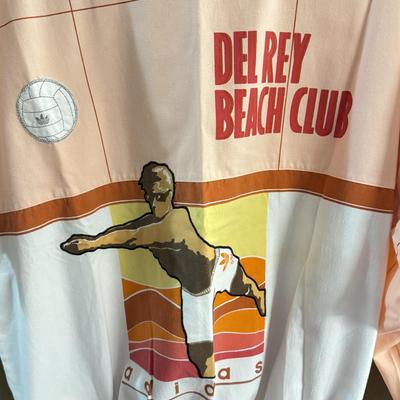 DEL REY
BEACH CLUB
adidas